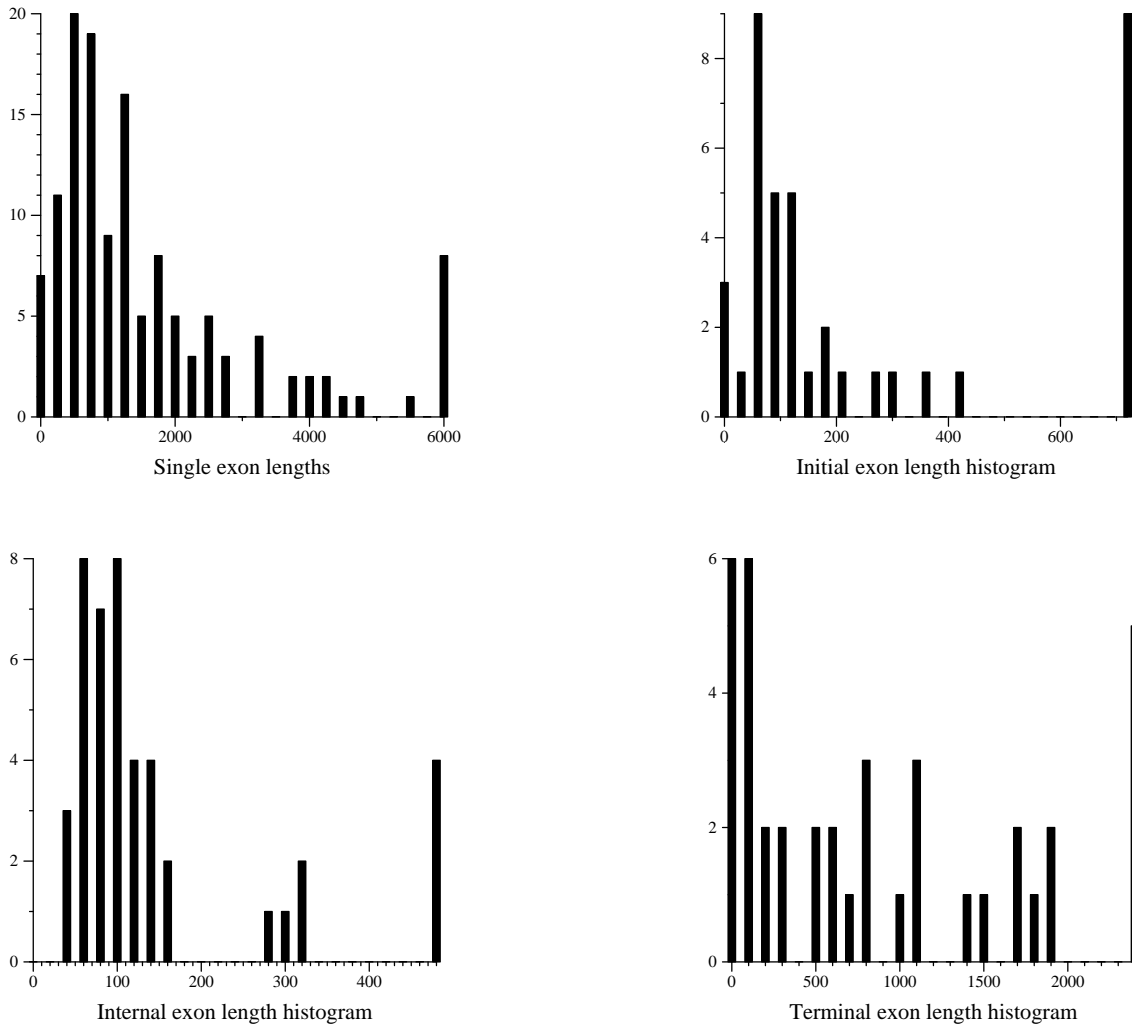 20
15
10
5
0
0 2000 4000 6000
Single exon lengths
8
6
4
2
0
0 200 400 600
Initial exon length histogram
8
6
4
2
0
0 100 200 300 400
Internal exon length histogram
6
4
2
0
0 500 1000 1500 2000
Terminal exon length histogram